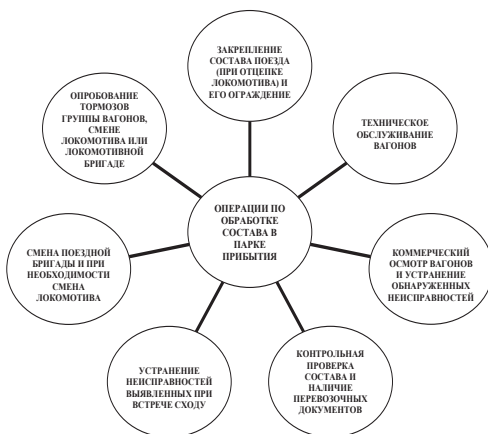 ЗАКРЕПЛЕНИЕ
СОСТАВА ПОЕЗДА
(ПРИ ОТЦЕПКЕ
ЛОКОМОТИВА) И
ЕГО ОГРАЖДЕНИЕ
ОПРОБОВАНИЕ
ТОРМОЗОВ
ГРУППЫ ВАГОНОВ,
СМЕНЕ
ЛОКОМОТИВА ИЛИ
ЛОКОМОТИВНОЙ
БРИГАДЕ
ТЕХНИЧЕСКОЕ
ОБСЛУЖИВАНИЕ
ВАГОНОВ
ОПЕРАЦИИ ПО
ОБРАБОТКЕ
СОСТАВА В
ПАРКЕ
ПРИБЫТИЯ
СМЕНА ПОЕЗДНОЙ
БРИГАДЫ И ПРИ
НЕОБХОДИМОСТИ
СМЕНА
ЛОКОМОТИВА
КОММЕРЧЕСКИЙ
ОСМОТР ВАГОНОВ
И УСТРАНЕНИЕ
ОБНАРУЖЕННЫХ
НЕИСПРАВНОСТЕЙ
УСТРАНЕНИЕ
НЕИСПРАВНОСТЕЙ
ВЫЯВЛЕННЫХ ПРИ
ВСТРЕЧЕ СХОДУ
КОНТРОЛЬНАЯ
ПРОВЕРКА
СОСТАВА И
НАЛИЧИЕ
ПЕРЕВОЗОЧНЫХ
ДОКУМЕНТОВ